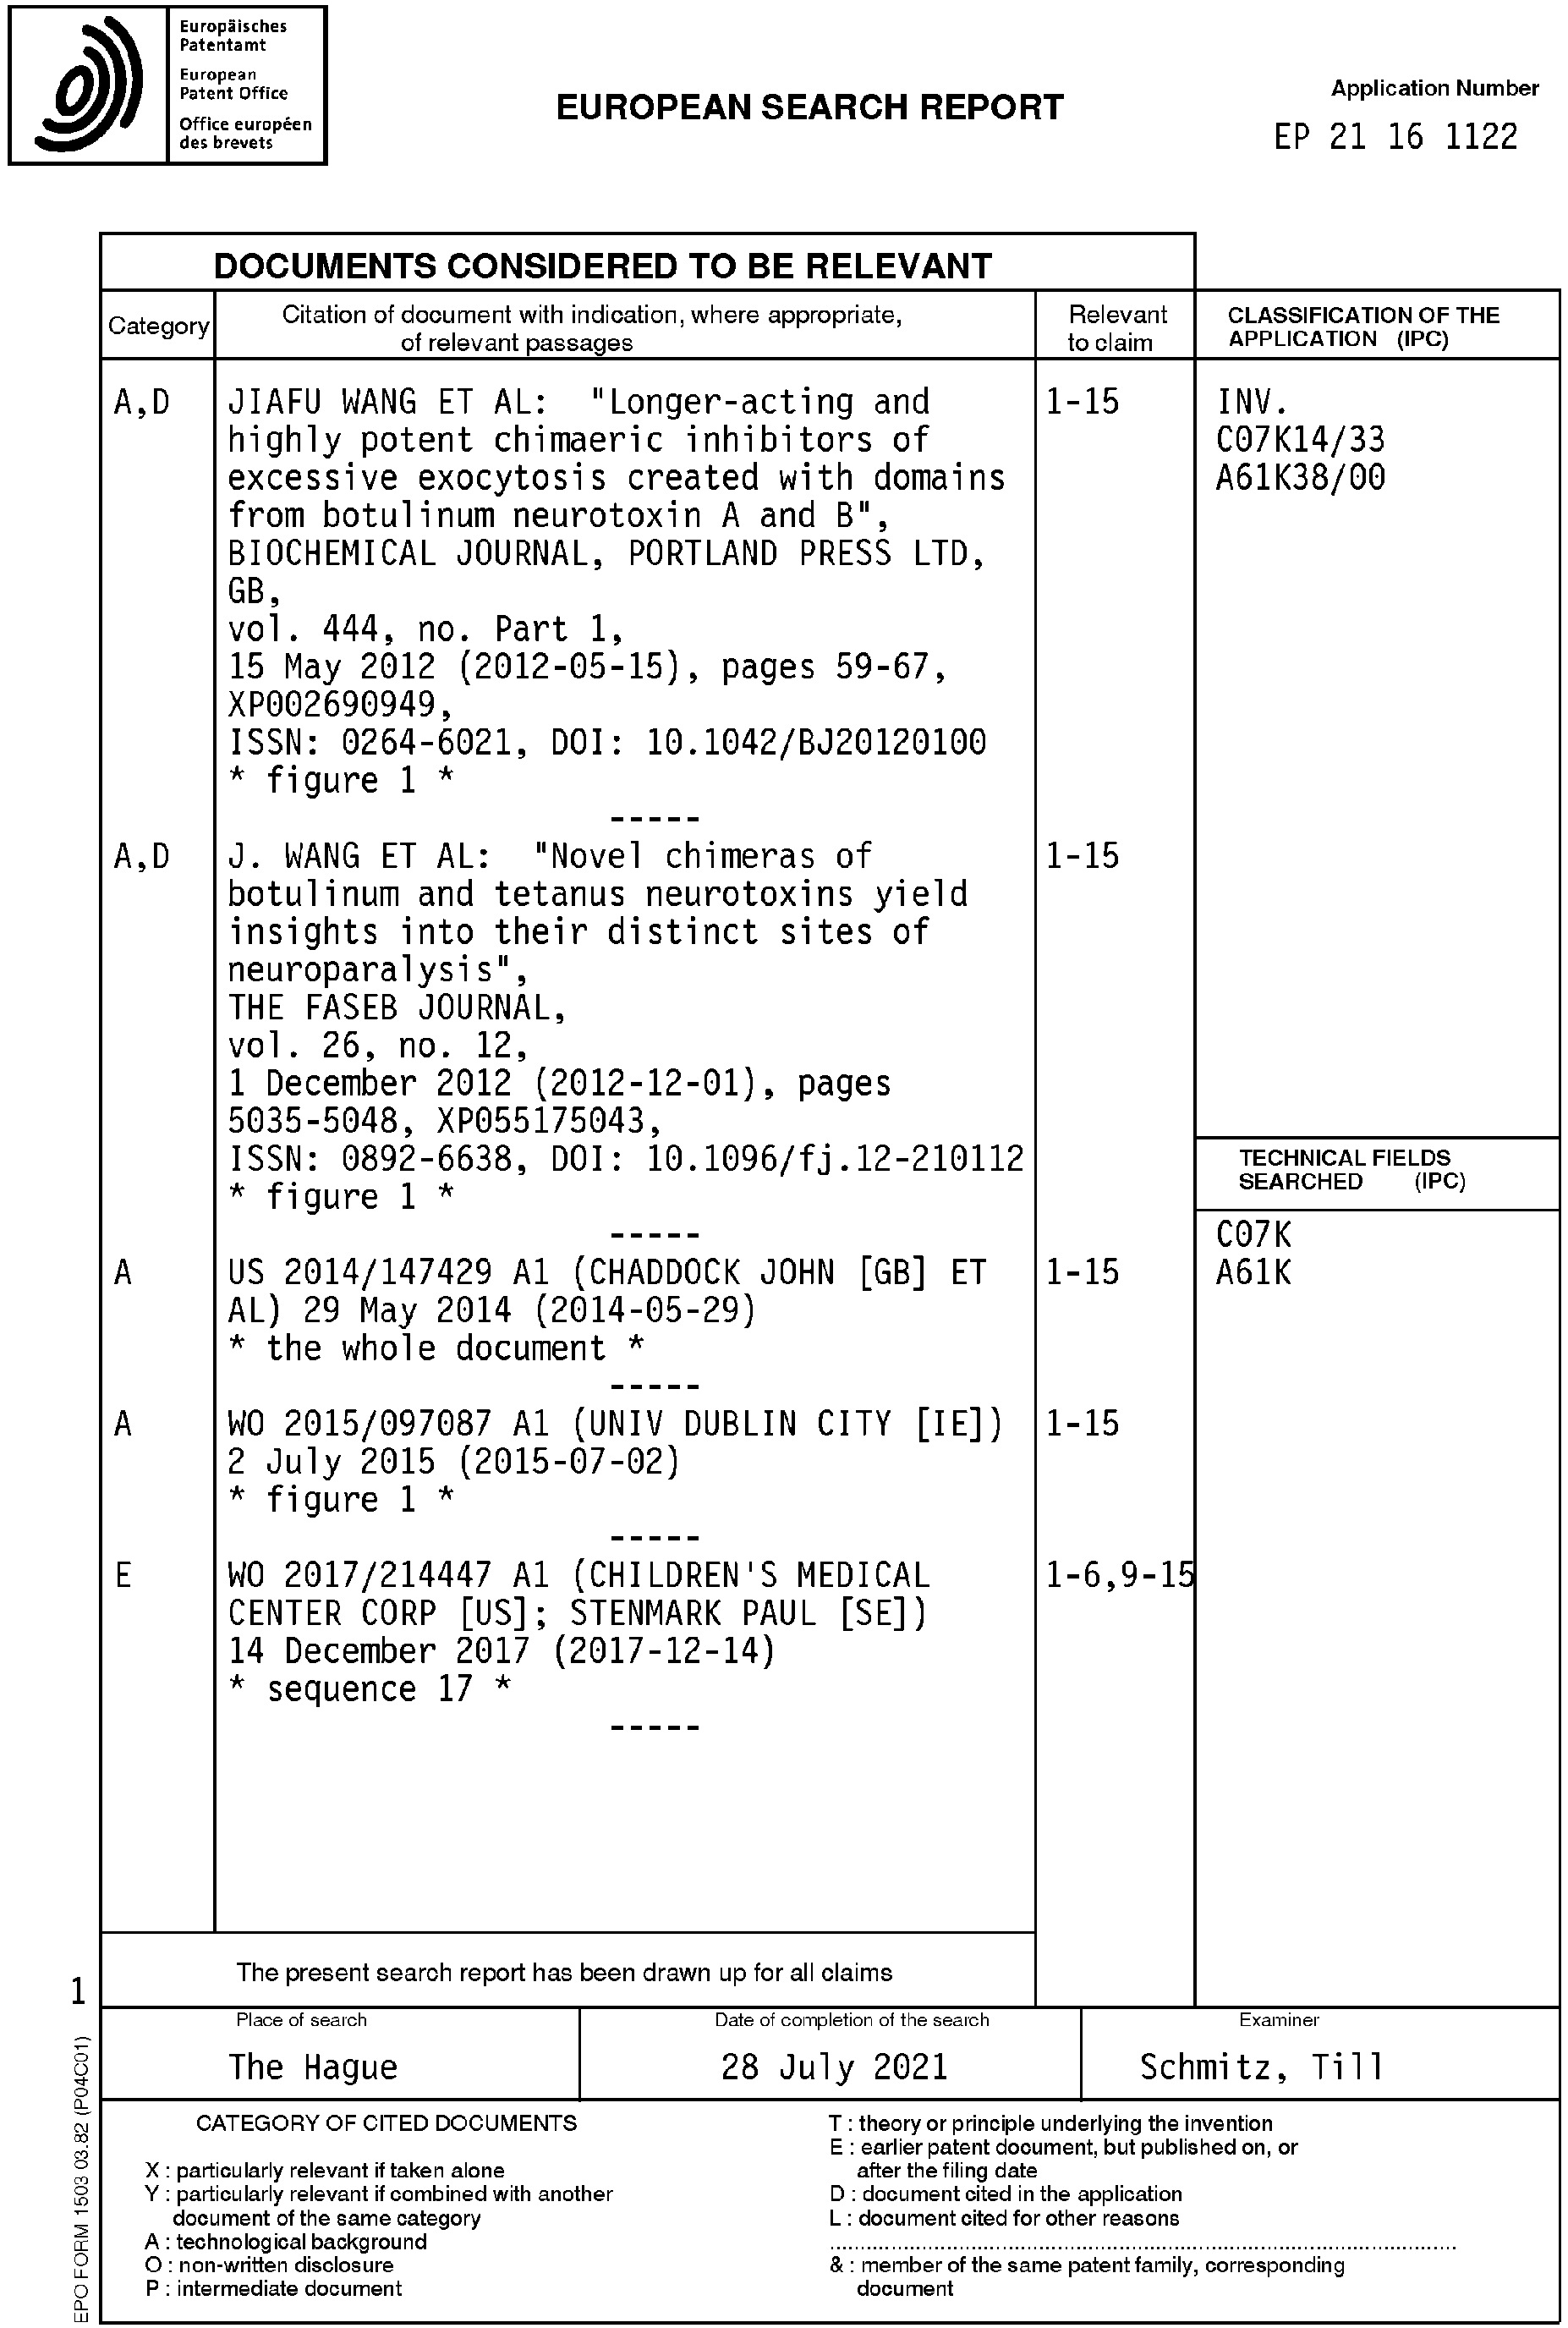 Europäisches
Patentamt
European
Patent Office
Office européen
des brevets
EUROPEAN SEARCH REPORT
Application Number
EP 21 16 1122
DOCUMENTS CONSIDERED TO BE RELEVANT
Category
Citation of document with indication, where appropriate,
of relevant passages
Relevant
to claim
CLASSIFICATION OF THE
APPLICATION (IPC)
A,D
JIAFU WANG ET AL: "Longer-acting and
highly potent chimaeric inhibitors of
excessive exocytosis created with domains
from botulinum neurotoxin A and B",
BIOCHEMICAL JOURNAL, PORTLAND PRESS LTD,
GB,
vol. 444, no. Part 1,
15 May 2012 (2012-05-15), pages 59-67,
XP002690949,
ISSN: 0264-6021, DOI: 10.1042/BJ20120100
* figure 1 *
-----
1-15
INV.
C07K14/33
A61K38/00
A,D
J. WANG ET AL: "Novel chimeras of
botulinum and tetanus neurotoxins yield
insights into their distinct sites of
neuroparalysis",
THE FASEB JOURNAL,
vol. 26, no. 12,
1 December 2012 (2012-12-01), pages
5035-5048, XP055175043,
ISSN: 0892-6638, DOI: 10.1096/fj.12-210112
* figure 1 *
-----
1-15
TECHNICAL FIELDS
SEARCHED (IPC)
C07K
A61K
A
US 2014/147429 A1 (CHADDOCK JOHN [GB] ET
AL) 29 May 2014 (2014-05-29)
* the whole document *
-----
1-15
A
WO 2015/097087 A1 (UNIV DUBLIN CITY [IE])
2 July 2015 (2015-07-02)
* figure 1 *
-----
1-15
E
WO 2017/214447 A1 (CHILDREN'S MEDICAL
CENTER CORP [US]; STENMARK PAUL [SE])
14 December 2017 (2017-12-14)
* sequence 17 *
-----
1-6,9-15
The present search report has been drawn up for all claims
1
Place of search
The Hague
Date of completion of the search
28 July 2021
Examiner
Schmitz, Till
CATEGORY OF CITED DOCUMENTS
X : particularly relevant if taken alone
Y : particularly relevant if combined with another
document of the same category
A : technological background
O : non-written disclosure
P : intermediate document
T : theory or principle underlying the invention
E : earlier patent document, but published on, or
after the filing date
D : document cited in the application
L : document cited for other reasons
& : member of the same patent family, corresponding
document
EPO FORM 1503 03.82 (P04C01)